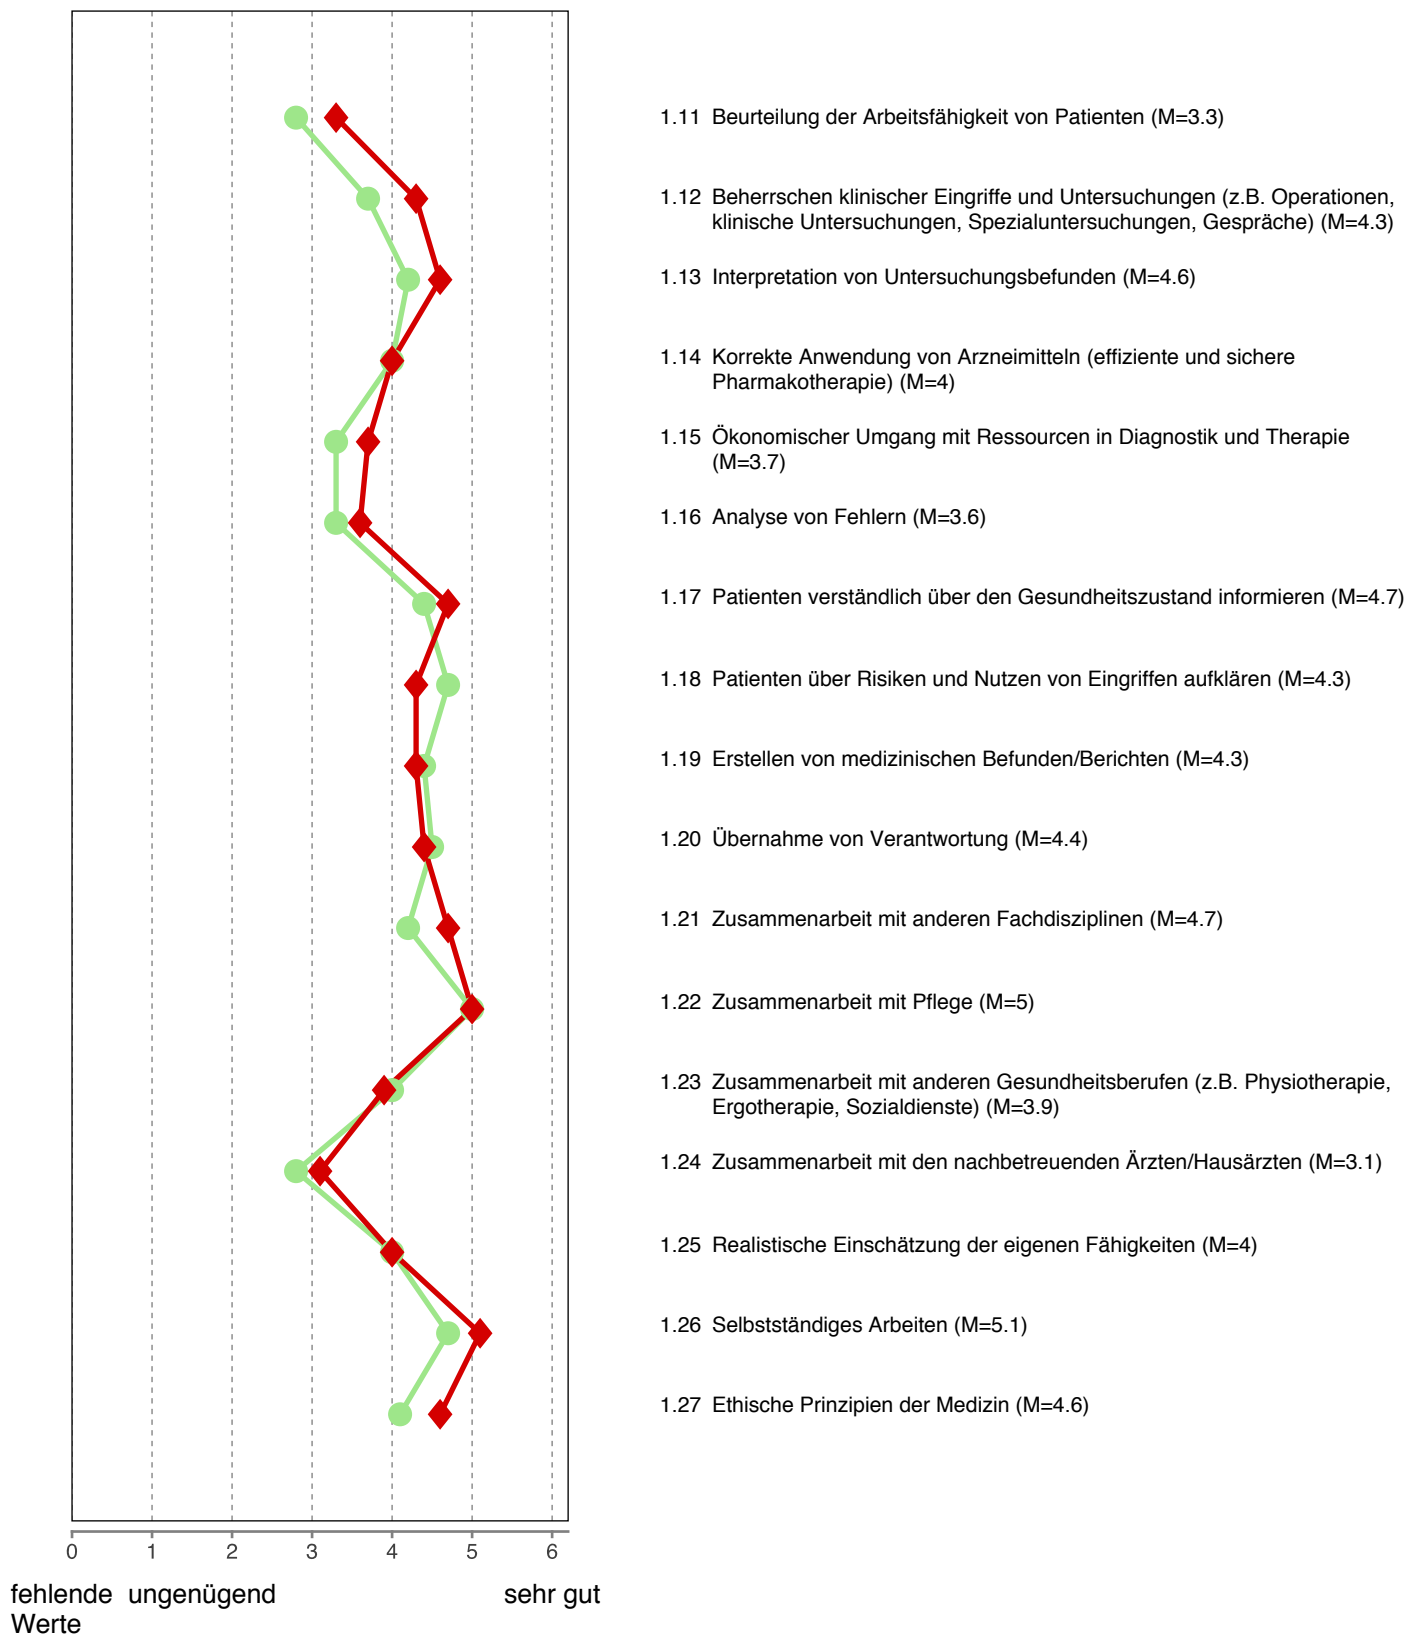 1.11 Beurteilung der Arbeitsfähigkeit von Patienten (M=3.3)
1.12 Beherrschen klinischer Eingriffe und Untersuchungen (z.B. Operationen,
klinische Untersuchungen, Spezialuntersuchungen, Gespräche) (M=4.3)
1.13 Interpretation von Untersuchungsbefunden (M=4.6)
1.14 Korrekte Anwendung von Arzneimitteln (effiziente und sichere
Pharmakotherapie) (M=4)
1.15 Ökonomischer Umgang mit Ressourcen in Diagnostik und Therapie
(M=3.7)
1.16 Analyse von Fehlern (M=3.6)
1.17 Patienten verständlich über den Gesundheitszustand informieren (M=4.7)
1.18 Patienten über Risiken und Nutzen von Eingriffen aufklären (M=4.3)
1.19 Erstellen von medizinischen Befunden/Berichten (M=4.3)
1.20 Übernahme von Verantwortung (M=4.4)
1.21 Zusammenarbeit mit anderen Fachdisziplinen (M=4.7)
1.22 Zusammenarbeit mit Pflege (M=5)
1.23 Zusammenarbeit mit anderen Gesundheitsberufen (z.B. Physiotherapie,
Ergotherapie, Sozialdienste) (M=3.9)
1.24 Zusammenarbeit mit den nachbetreuenden Ärzten/Hausärzten (M=3.1)
1.25 Realistische Einschätzung der eigenen Fähigkeiten (M=4)
1.26 Selbstständiges Arbeiten (M=5.1)
1.27 Ethische Prinzipien der Medizin (M=4.6)
0 1 2 3 4 5 6
fehlende ungenügend sehr gut
Werte